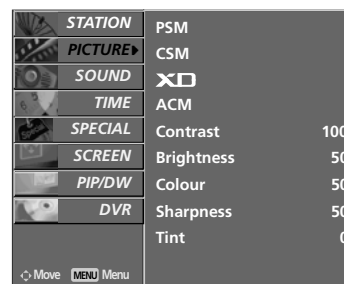 STATION
PICTURE
SOUND
TIME
SPECIAL
SCREEN
PIP/DW
DVR
Move MENU Menu
PSM
CSM
XD
ACM
Contrast 100
Brightness 50
Colour 50
Sharpness 50
Tint 0